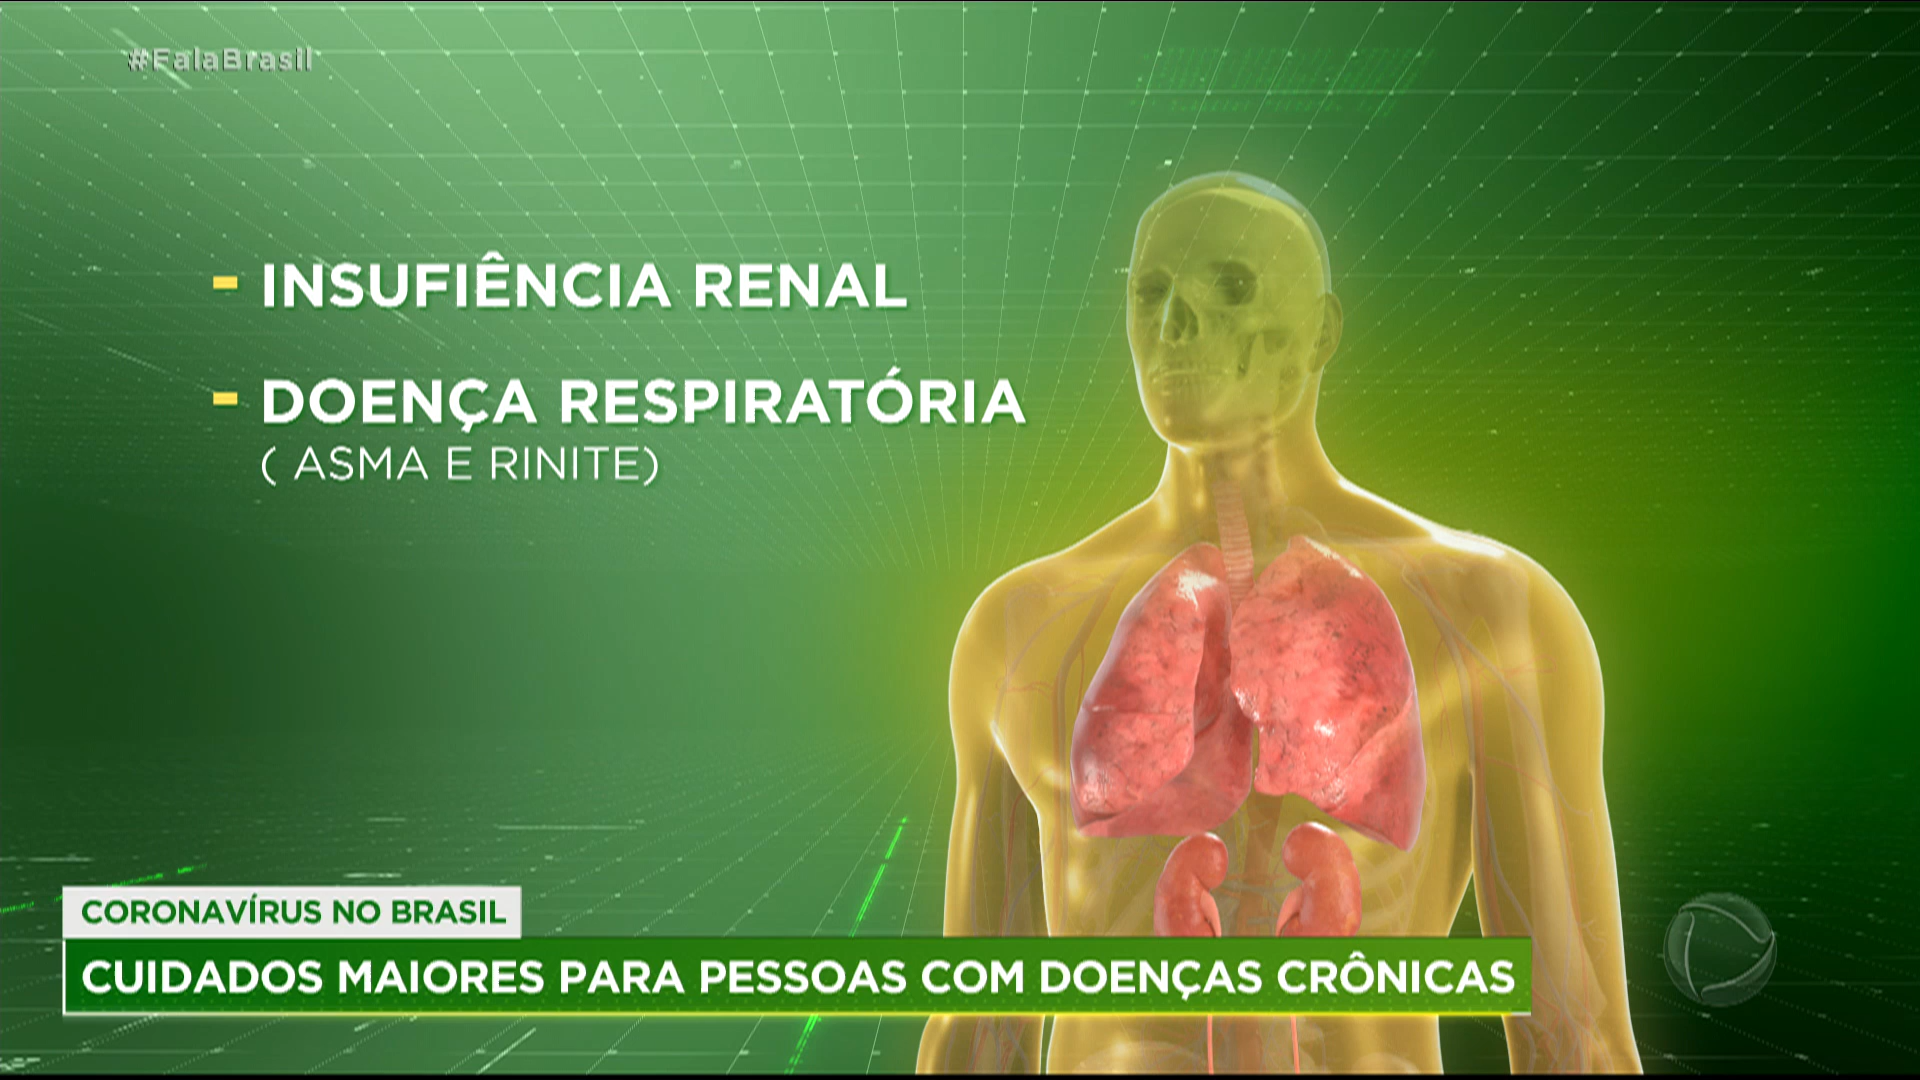 #FalaBrasil
- INSUFIÊNCIA RENAL
- DOENÇA RESPIRATÓRIA
( ASMA E RINITE)
CORONAVÍRUS NO BRASIL
CUIDADOS MAIORES PARA PESSOAS COM DOENÇAS CRÔNICAS